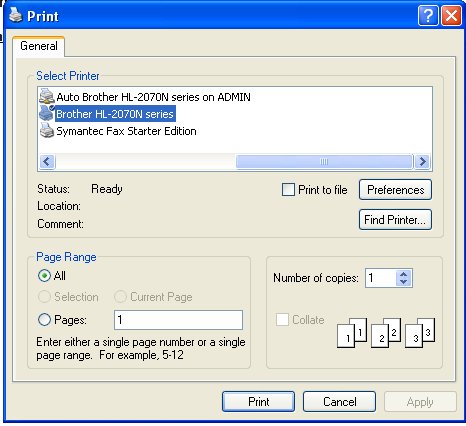 Print
General
Select Printer
Auto Brother HL-2070N series on ADMIN
Brother HL-2070N series
Symantec Fax Starter Edition
Status: Ready
Print to file
Preferences
Location:
Comment:
Find Printer...
Page Range
All
Selection
Current Page
Pages: 1
Enter either a single page number or a single
page range. For example, 5-12
Number of copies: 1
Collate
1 1 2 2 3 3
Print
Cancel
Apply